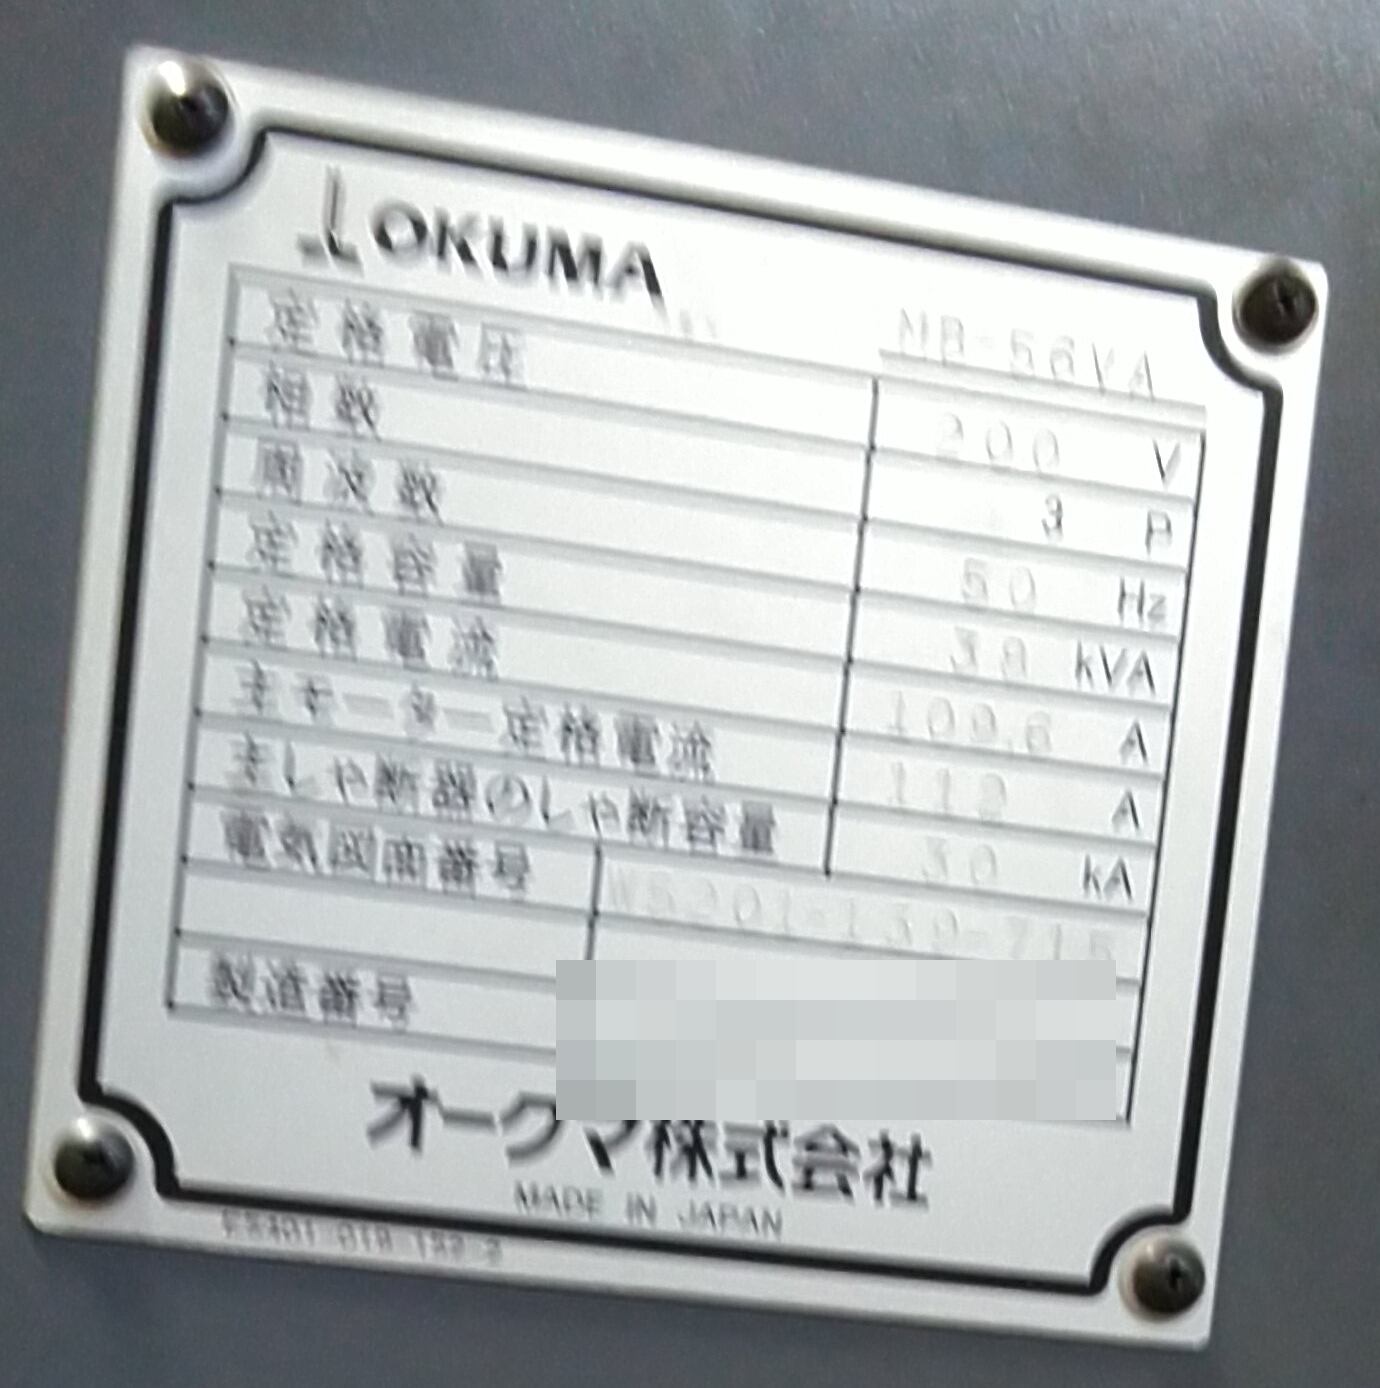 OKUMA
MB-56VA
定格電圧 200 V
相数 3 P
周波数 50 Hz
定格容量 38 kVA
定格電流 109.6 A
主モーター定格電流 A
主しゃ断器のしゃ断容量 30 kA
電気図面番号
製造番号
オークマ株式会社
MADE IN JAPAN